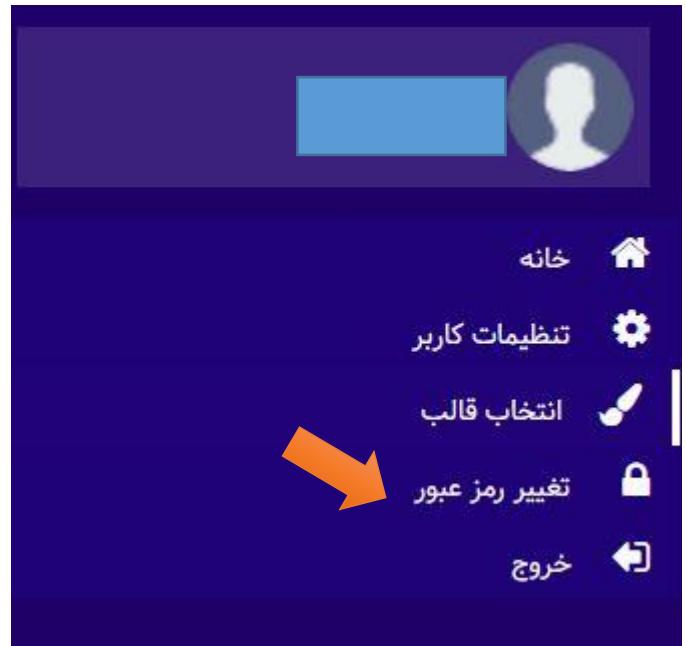 خانه
تنظیمات کاربر
انتخاب قالب
تغییر رمز عبور
خروج